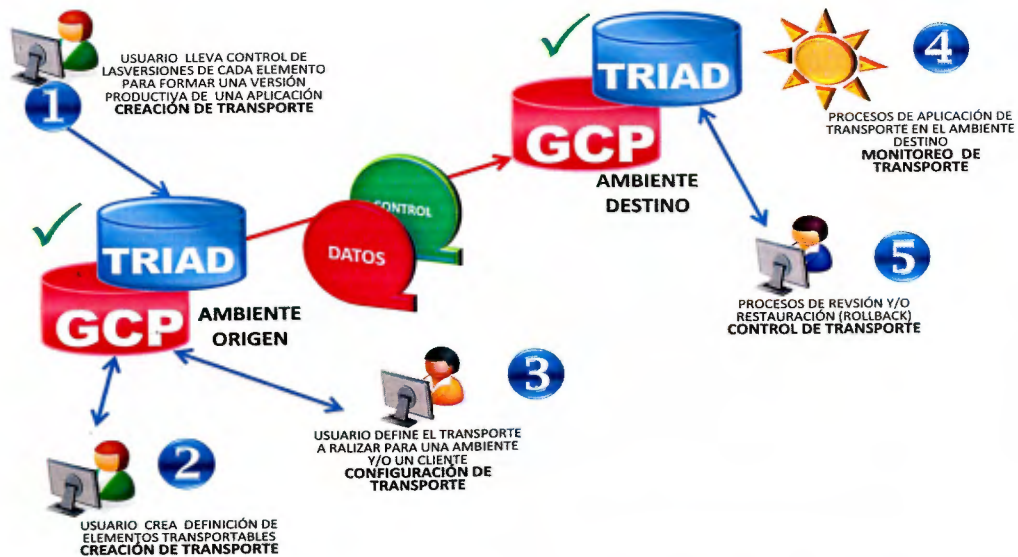 1
USUARIO LLEVA CONTROL DE
LASVERSIONES DE CADA ELEMENTO
PARA FORMAR UNA VERSIÓN
PRODUCTIVA DE UNA APLICACIÓN
CREACIÓN DE TRANSPORTE
TRIAD
GCP
AMBIENTE
ORIGEN
2
USUARIO CREA DEFINICIÓN DE
ELEMENTOS TRANSPORTABLES
CREACIÓN DE TRANSPORTE
3
USUARIO DEFINE EL TRANSPORTE
A RALIZAR PARA UNA AMBIENTE
Y/O UN CLIENTE
CONFIGURACIÓN DE
TRANSPORTE
CONTROL
DATOS
TRIAD
GCP
AMBIENTE
DESTINO
4
PROCESOS DE APLICACIÓN DE
TRANSPORTE EN EL AMBIENTE
DESTINO
MONITOREO DE
TRANSPORTE
5
PROCESOS DE REVSIÓN Y/O
RESTAURACIÓN (ROLLBACK)
CONTROL DE TRANSPORTE